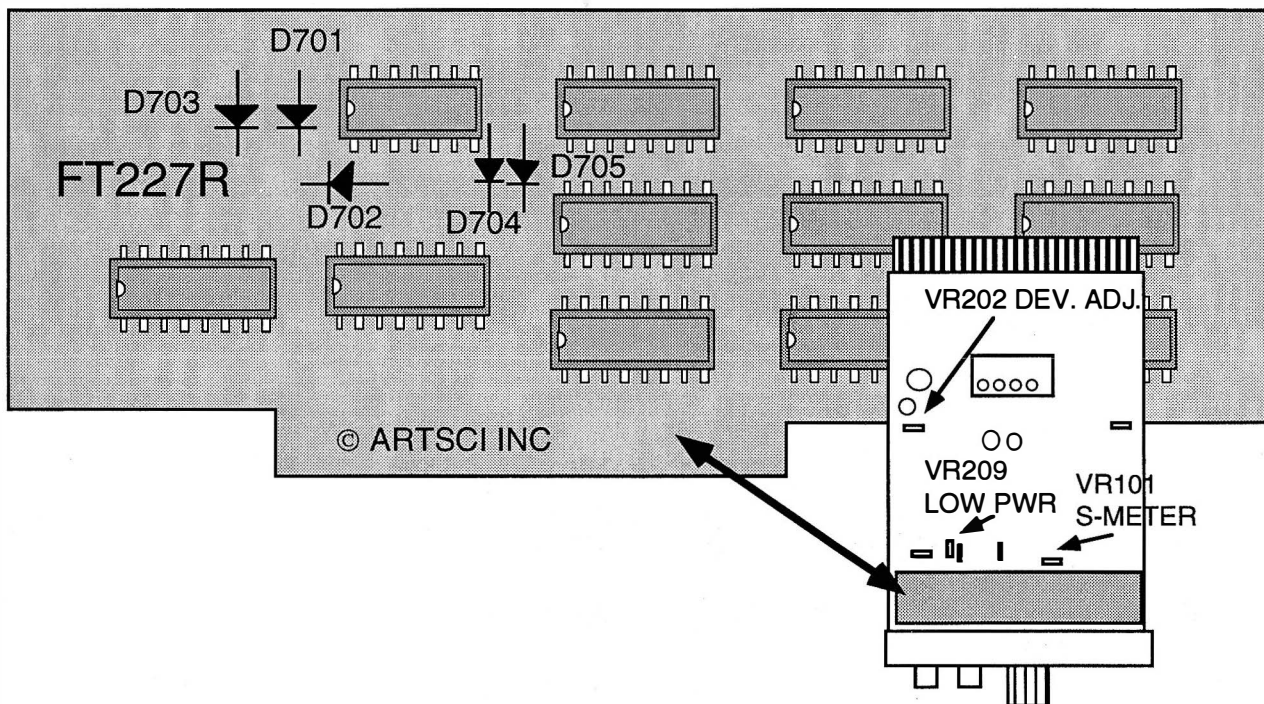 D701
D703
FT227R
D702
D705
D704
© ARTSCI INC
VR202 DEV. ADJ.
VR209
LOW PWR
VR101
S-METER